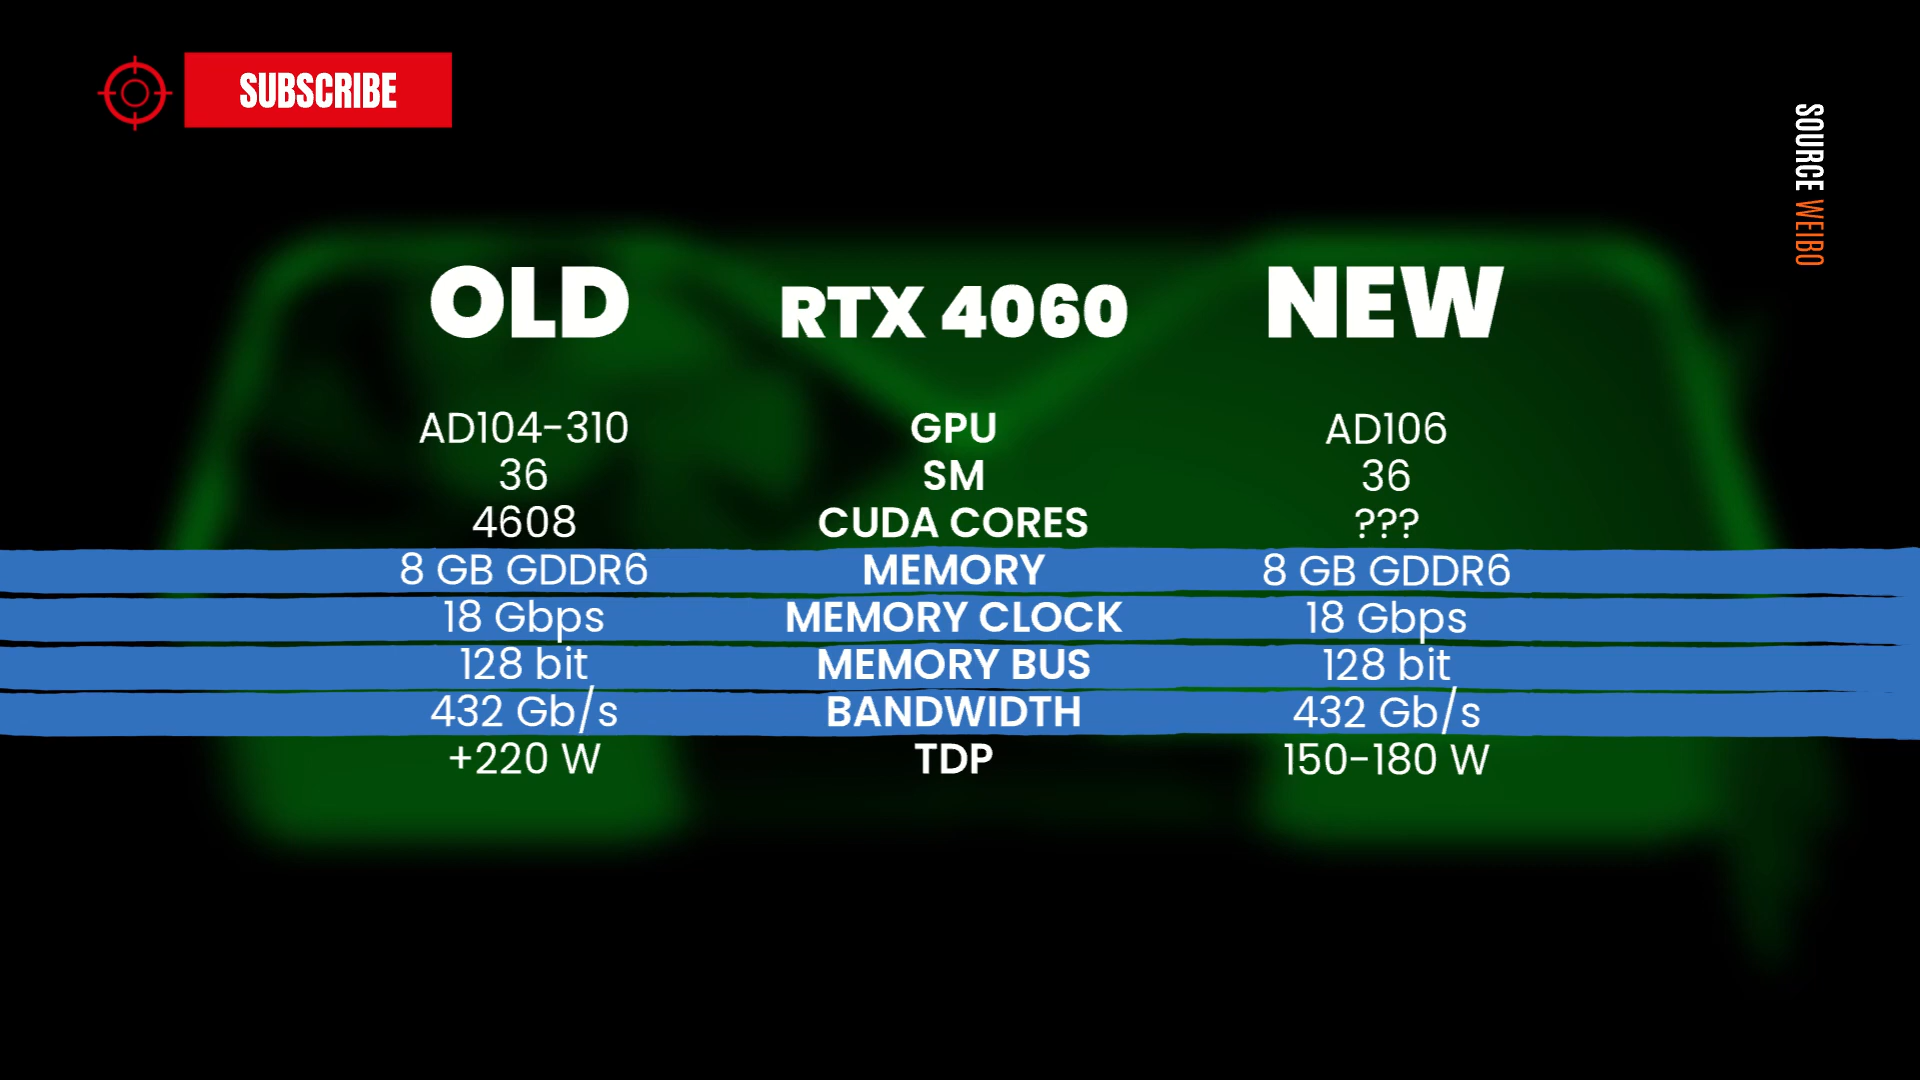 SUBSCRIBE
SOURCE WEIBO
OLD RTX 4060 NEW
AD104-310 GPU AD106
36 SM 36
4608 CUDA CORES ???
8 GB GDDR6 MEMORY 8 GB GDDR6
18 Gbps MEMORY CLOCK 18 Gbps
128 bit MEMORY BUS 128 bit
432 Gb/s BANDWIDTH 432 Gb/s
+220 W TDP 150-180 W